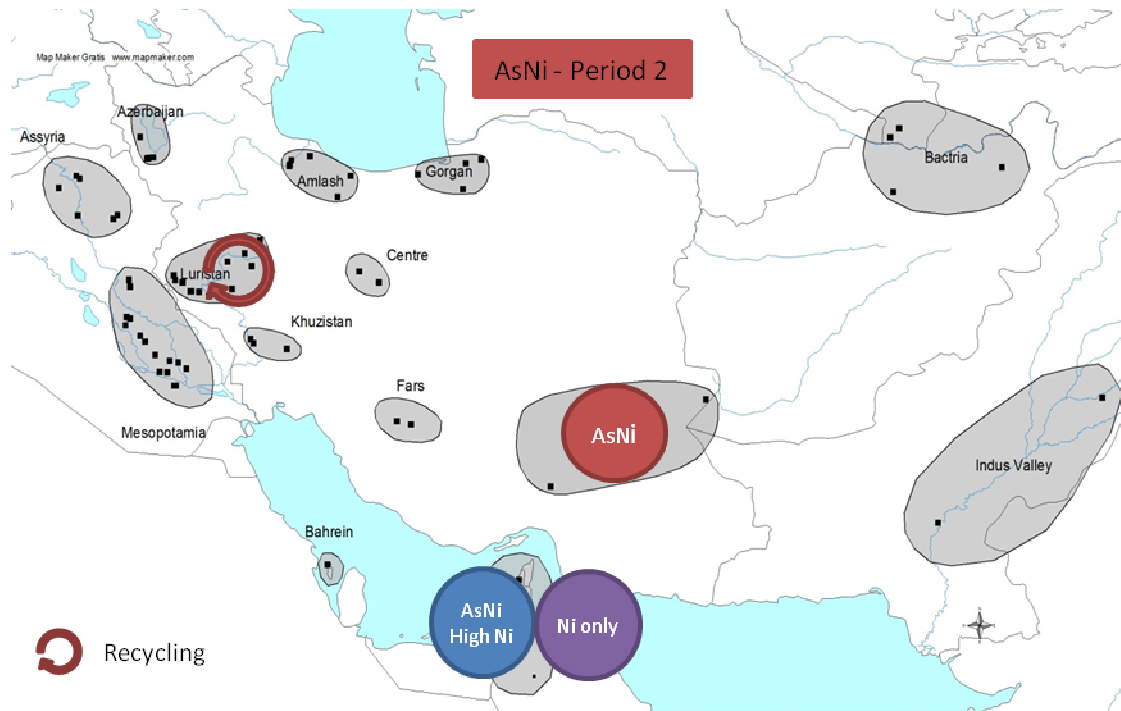 Map Maker Gratis www.mapmaker.com
AsNi - Period 2
Azerbaijan
Assyria
Amlash
Gorgan
Bactria
Luristan
Centre
Khuzistan
Fars
Mesopotamia
AsNi
Indus Valley
Bahrein
AsNi
High Ni
Ni only
Recycling